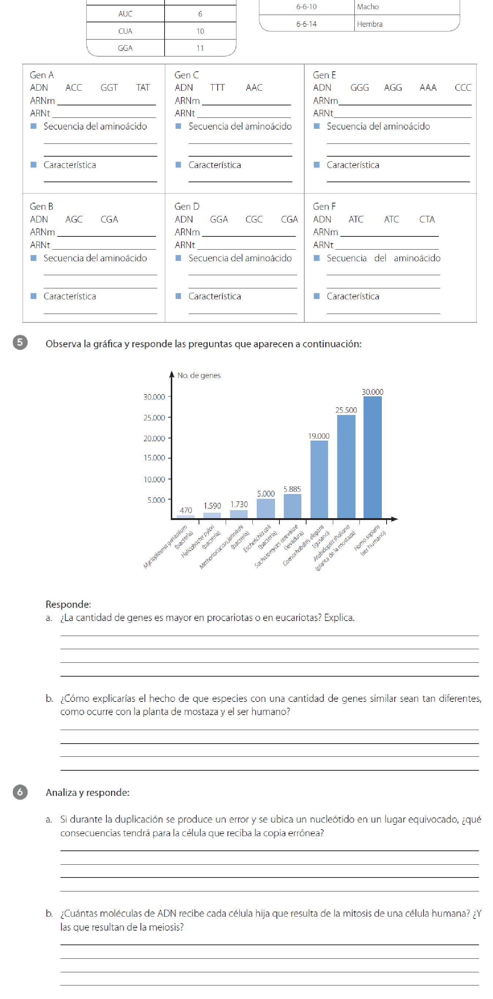 AUC 6
CUA 10
GGA 11
6-6-10 Macho
6-6-14 Hembra
Gen A
ADN ACC GGT TAT
ARNm
ARNt
Secuencia del aminoácido
Característica
Gen C
ADN TTT AAC
ARNm
ARNt
Secuencia del aminoácido
Característica
Gen E
ADN GGG AGG AAA CCC
ARNm
ARNt
Secuencia del aminoácido
Característica
Gen B
ADN AGC CGA
ARNm
ARNt
Secuencia del aminoácido
Característica
Gen D
ADN GGA CGC CGA
ARNm
ARNt
Secuencia del aminoácido
Característica
Gen F
ADN ATC ATC CTA
ARNm
ARNt
Secuencia del aminoácido
Característica
5 Observa la gráfica y responde las preguntas que aparecen a continuación:
No. de genes
30.000
25.000
20.000
15.000
10.000
5.000
470
1.590
1.730
5.000
5.885
19.000
25.500
30.000
Mycloplasma genitalium
(bacteria)
Helicobacter pylori
(bacteria)
Methanococcus jannashi
(bacteria)
Escherichia coli
(bacteria)
Sacharomyces cerevisiae
(levadura)
Caenorhabditis elegans
(gusano)
Arabidopsis thaliana
(planta de la mostaza)
Homo sapiens
(ser humano)
Responde:
a. ¿La cantidad de genes es mayor en procariotas o en eucariotas? Explica.
b. ¿Cómo explicarías el hecho de que especies con una cantidad de genes similar sean tan diferentes,
como ocurre con la planta de mostaza y el ser humano?
6 Analiza y responde:
a. Si durante la duplicación se produce un error y se ubica un nucleótido en un lugar equivocado, ¿qué
consecuencias tendrá para la célula que reciba la copia errónea?
b. ¿Cuántas moléculas de ADN recibe cada célula hija que resulta de la mitosis de una célula humana? ¿Y
las que resultan de la meiosis?